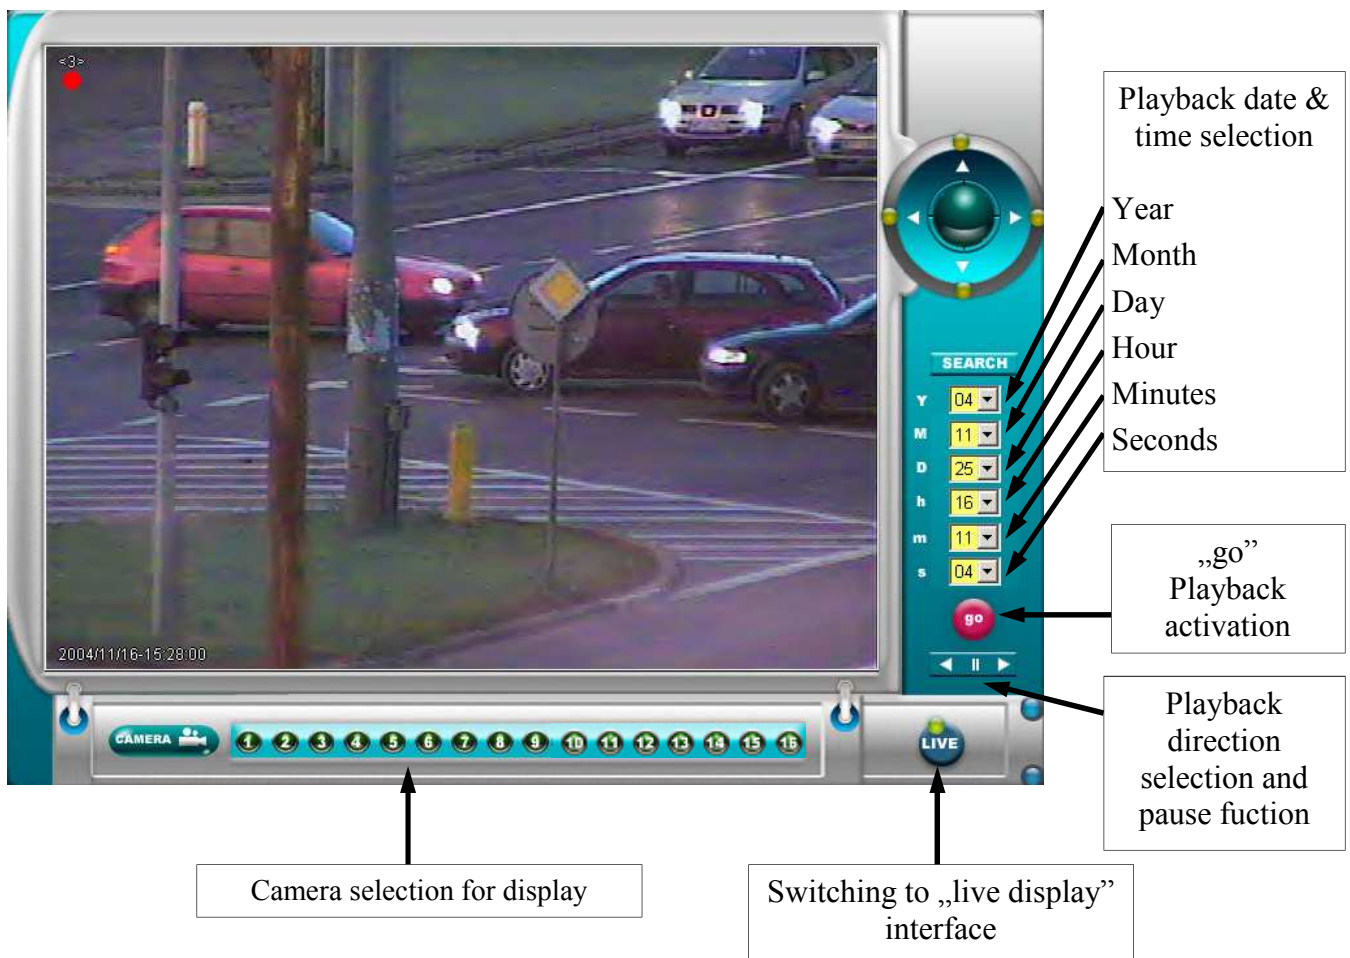 <3>
2004/11/16-15:28:00
SEARCH
Y 04
M 11
D 25
h 16
m 11
s 04
go
CAMERA 1 2 3 4 5 6 7 8 9 10 11 12 13 14 15 16
LIVE
Playback date &
time selection
Year
Month
Day
Hour
Minutes
Seconds
„go”
Playback
activation
Playback
direction
selection and
pause fuction
Camera selection for display
Switching to „live display”
interface